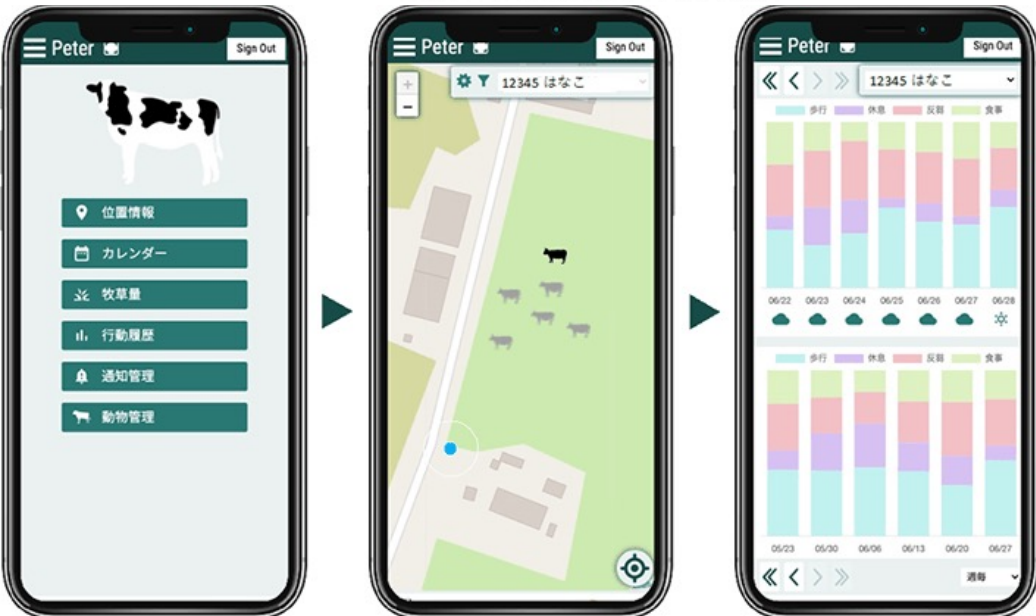 Peter
Sign Out
位置情報
カレンダー
牧草量
行動履歴
通知管理
動物管理
Peter
Sign Out
12345 はなこ
Peter
Sign Out
12345 はなこ
歩行 休息 反芻 食事
06/22 06/23 06/24 06/25 06/26 06/27 06/28
歩行 休息 反芻 食事
05/23 05/30 06/06 06/13 06/20 06/27
週毎